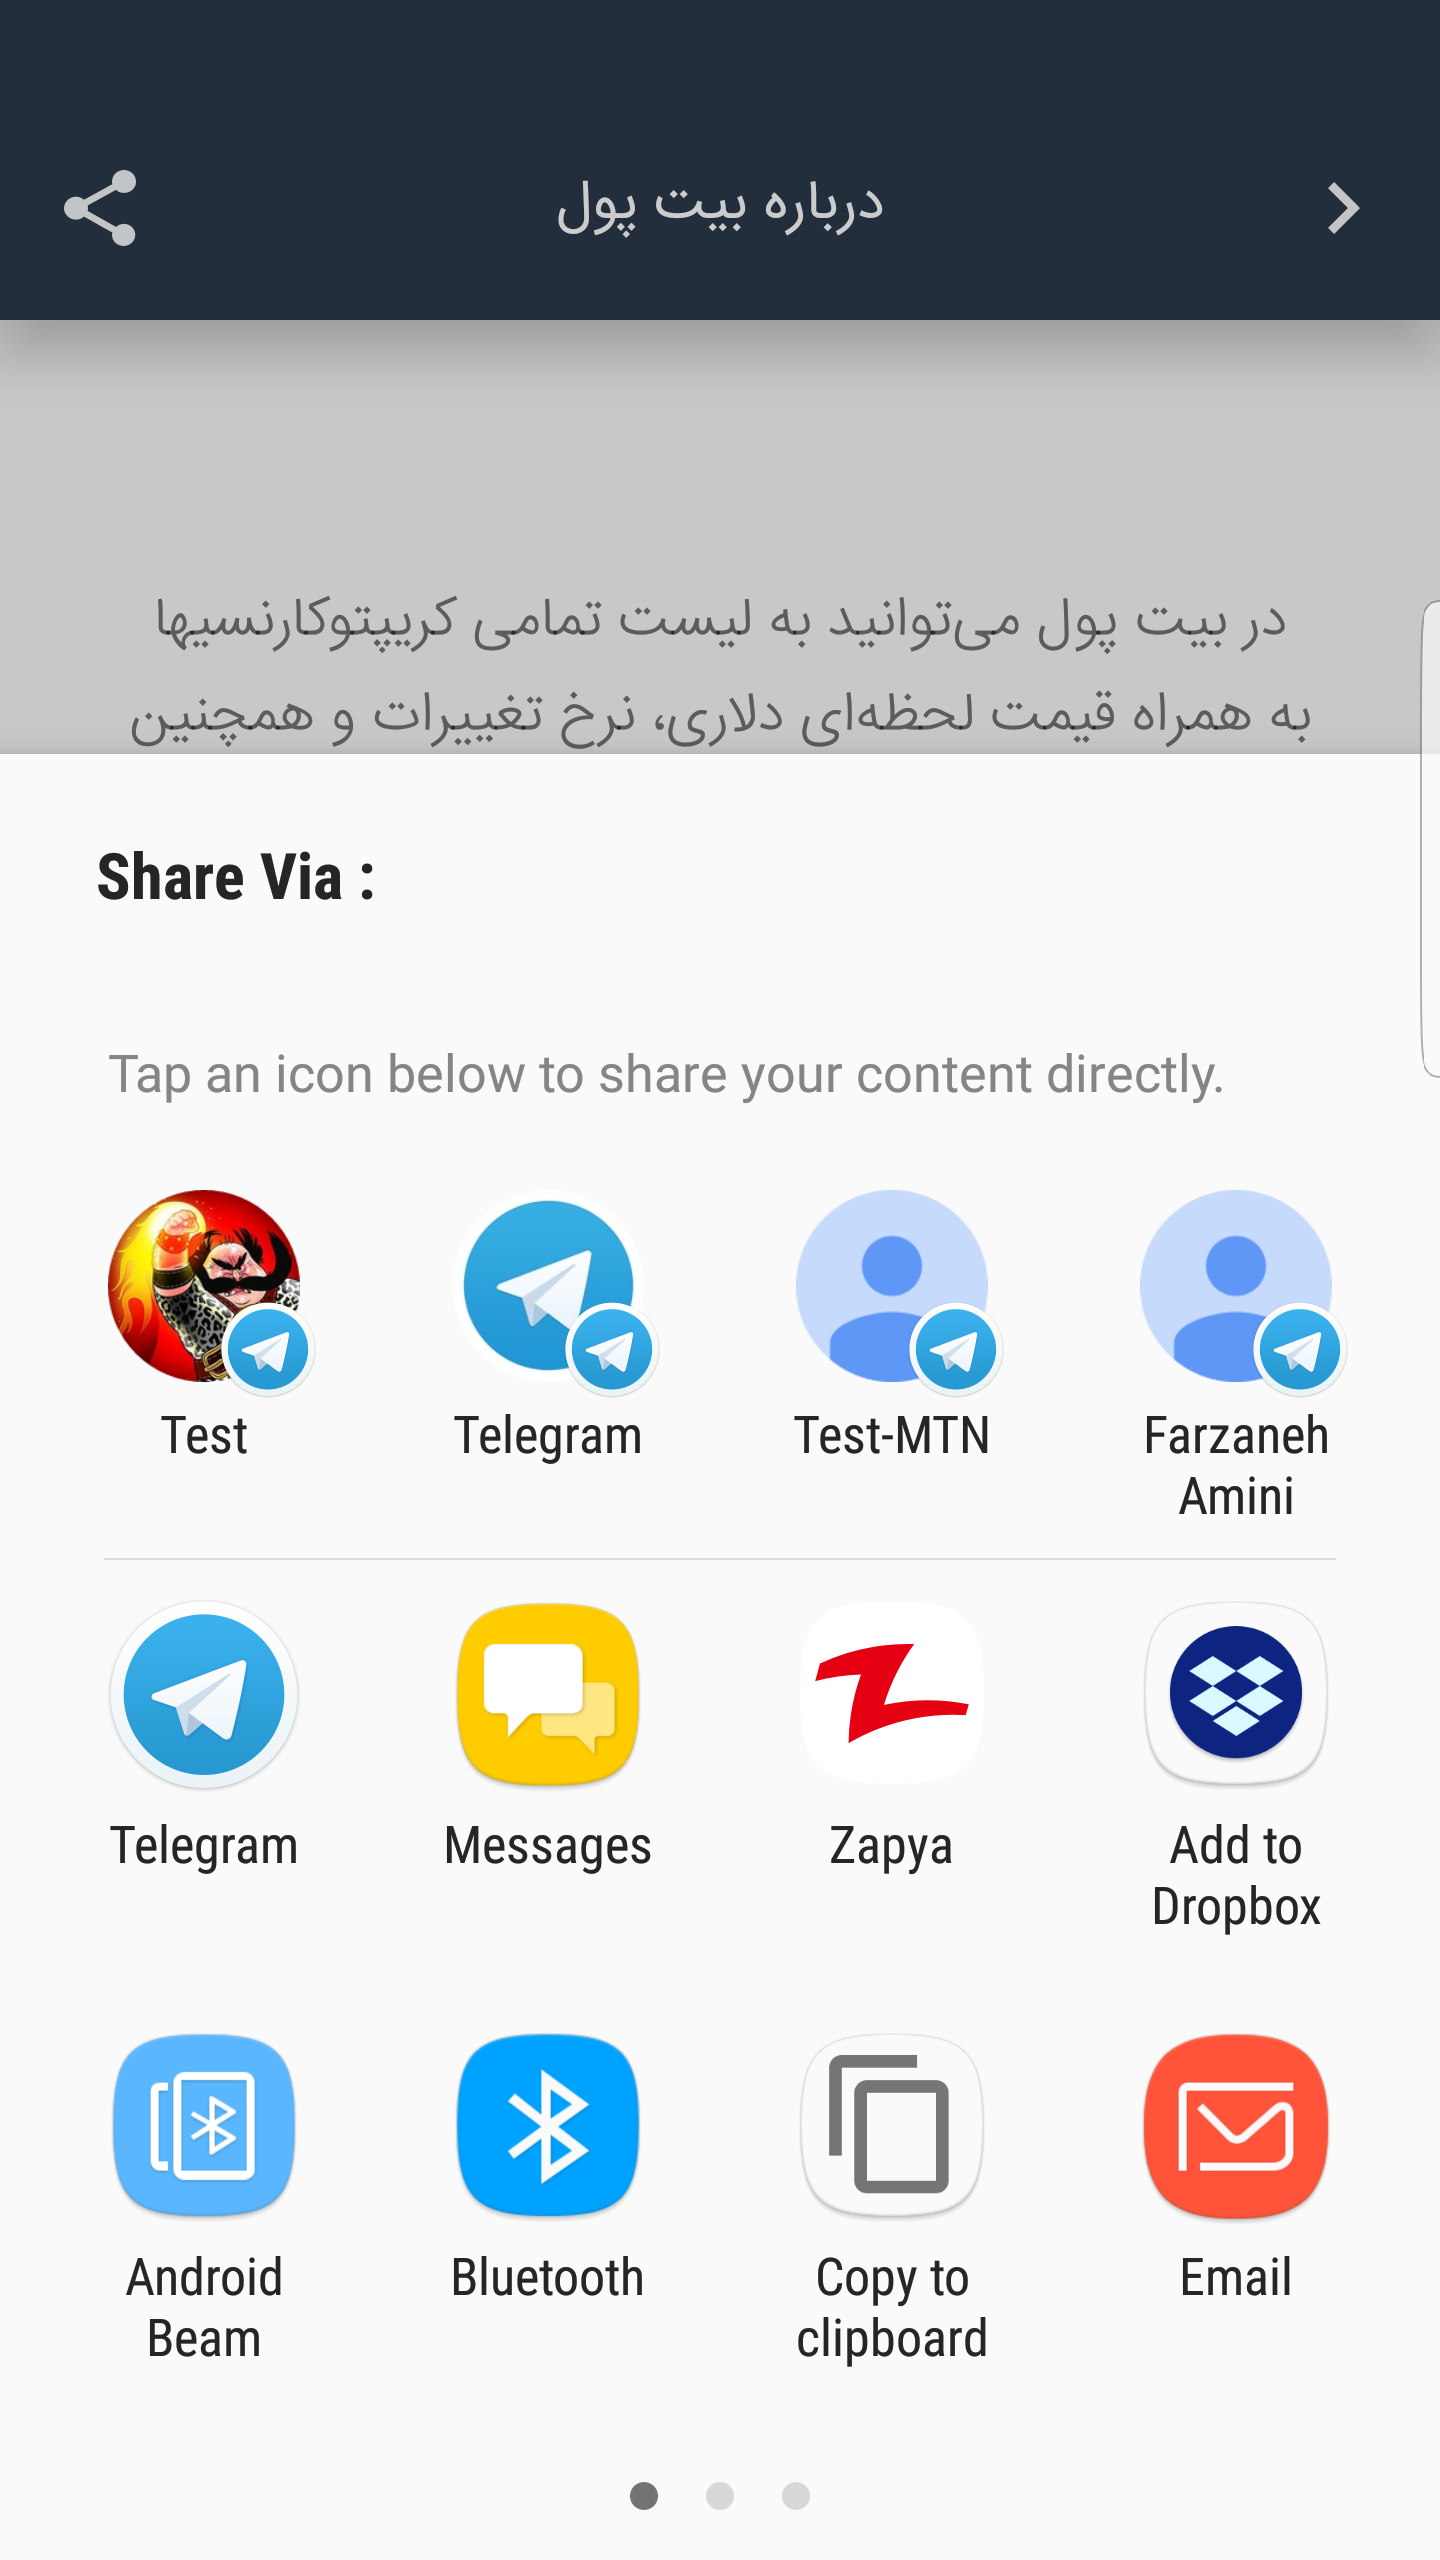 درباره بیت پول
در بیت پول می‌توانید به لیست تمامی کریپتوکارنسیها
به همراه قیمت لحظه‌ای دلاری، نرخ تغییرات و همچنین
Share Via :
Tap an icon below to share your content directly.
Test
Telegram
Test-MTN
Farzaneh
Amini
Telegram
Messages
Zapya
Add to
Dropbox
Android
Beam
Bluetooth
Copy to
clipboard
Email